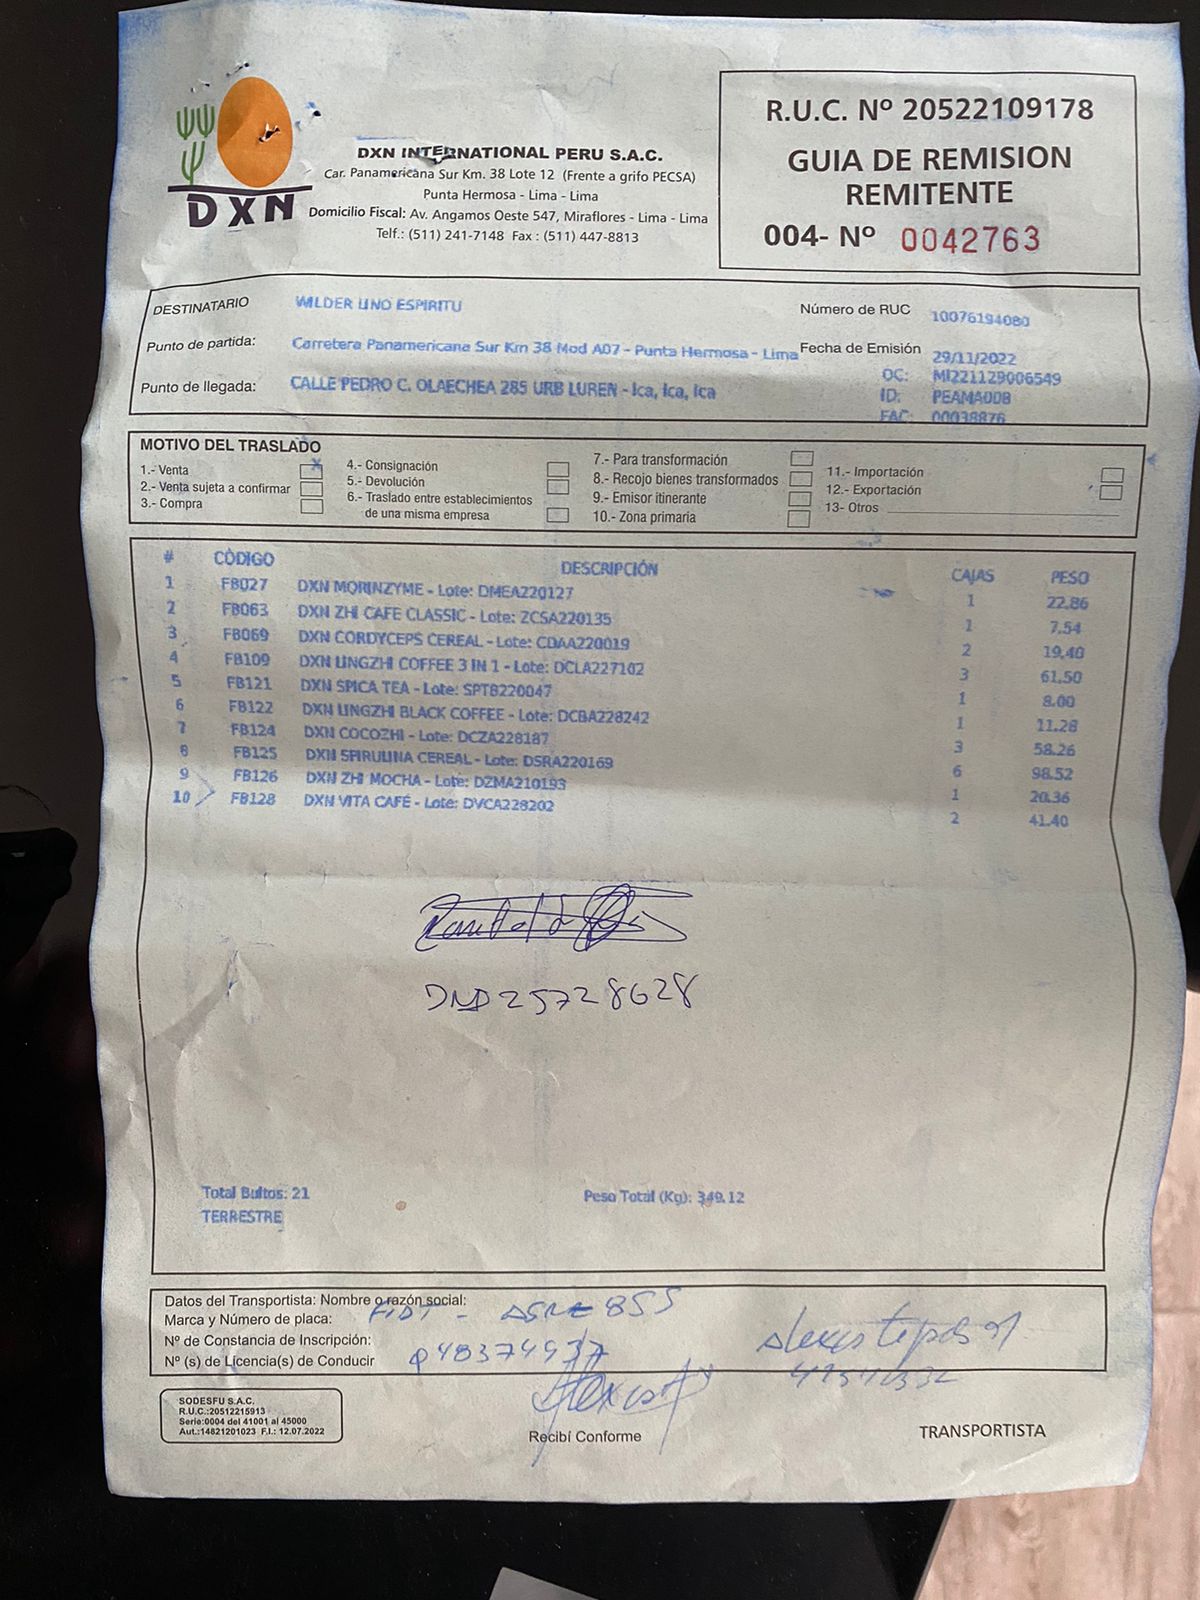 DXN
DXN INTERNATIONAL PERU S.A.C.
Car. Panamericana Sur Km. 38 Lote 12 (Frente a grifo PECSA)
Punta Hermosa - Lima - Lima
Domicilio Fiscal: Av. Angamos Oeste 547, Miraflores - Lima - Lima
Telf.: (511) 241-7148 Fax : (511) 447-8813
R.U.C. Nº 20522109178
GUIA DE REMISION
REMITENTE
004- Nº 0042763
DESTINATARIO WILDER LINO ESPIRITU Número de RUC 10076194080
Punto de partida: Carretera Panamericana Sur Km 38 Mod A07 - Punta Hermosa - Lima Fecha de Emisión 29/11/2022
OC: MI221129006549
Punto de llegada: CALLE PEDRO C. OLAECHEA 285 URB LUREN - Ica, Ica, Ica ID: PEAMA008
FAC: 00038876
MOTIVO DEL TRASLADO
1.- Venta X
2.- Venta sujeta a confirmar
3.- Compra
4.- Consignación
5.- Devolución
6.- Traslado entre establecimientos
de una misma empresa
7.- Para transformación
8.- Recojo bienes transformados
9.- Emisor itinerante
10.- Zona primaria
11.- Importación
12.- Exportación
13- Otros
# CÒDIGO DESCRIPCIÓN CAJAS PESO
1 FB027 DXN MORINZYME - Lote: DMEA220127 1 22.86
2 FB063 DXN ZHI CAFE CLASSIC - Lote: ZCSA220135 1 7.54
3 FB069 DXN CORDYCEPS CEREAL - Lote: CDAA220019 2 19.40
4 FB109 DXN LINGZHI COFFEE 3 IN 1 - Lote: DCLA227102 3 61.50
5 FB121 DXN SPICA TEA - Lote: SPTB220047 1 8.00
6 FB122 DXN LINGZHI BLACK COFFEE - Lote: DCBA228242 1 11.28
7 FB124 DXN COCOZHI - Lote: DCZA228187 3 58.26
8 FB125 DXN SPIRULINA CEREAL - Lote: DSRA220169 6 98.52
9 FB126 DXN ZHI MOCHA - Lote: DZMA210193 1 20.36
10 FB128 DXN VITA CAFÉ - Lote: DVCA228202 2 41.40
DND 25728628
Total Bultos: 21 Peso Total (Kg): 349.12
TERRESTRE
Datos del Transportista: Nombre o razón social:
Marca y Número de placa:
Nº de Constancia de Inscripción:
Nº (s) de Licencia(s) de Conducir Q48374937
SODESFU S.A.C.
R.U.C.:20512215913
Serie:0004 del 41001 al 45000
Aut.:14821201023 F.I.: 12.07.2022
Recibí Conforme
TRANSPORTISTA